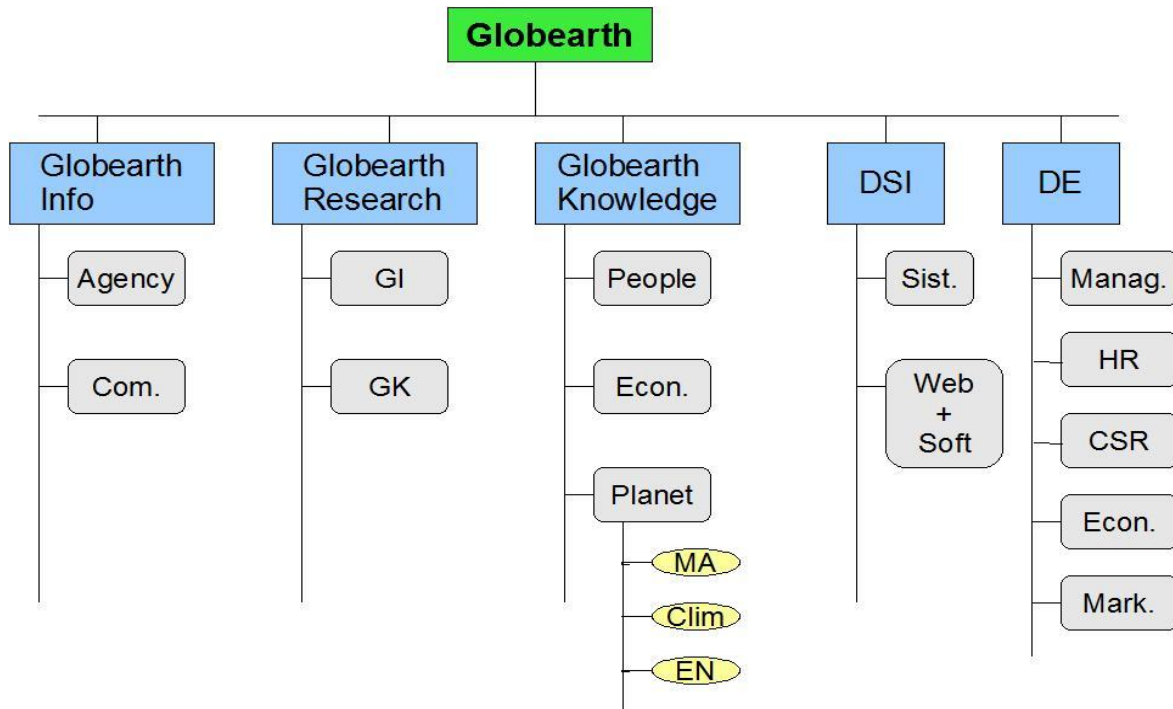 Globearth
Globearth
Info
Agency
Com.
Globearth
Research
GI
GK
Globearth
Knowledge
People
Econ.
Planet
MA
Clim
EN
DSI
Sist.
Web
+
Soft
DE
Manag.
HR
CSR
Econ.
Mark.